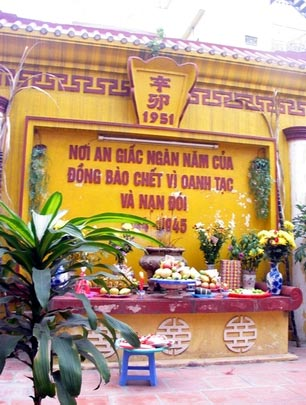 辛
卯
1951
NƠI AN GIẤC NGÀN NĂM CỦA
ĐỒNG BÀO CHẾT VÌ OANH TẠC
VÀ NẠN ĐÓI
1945